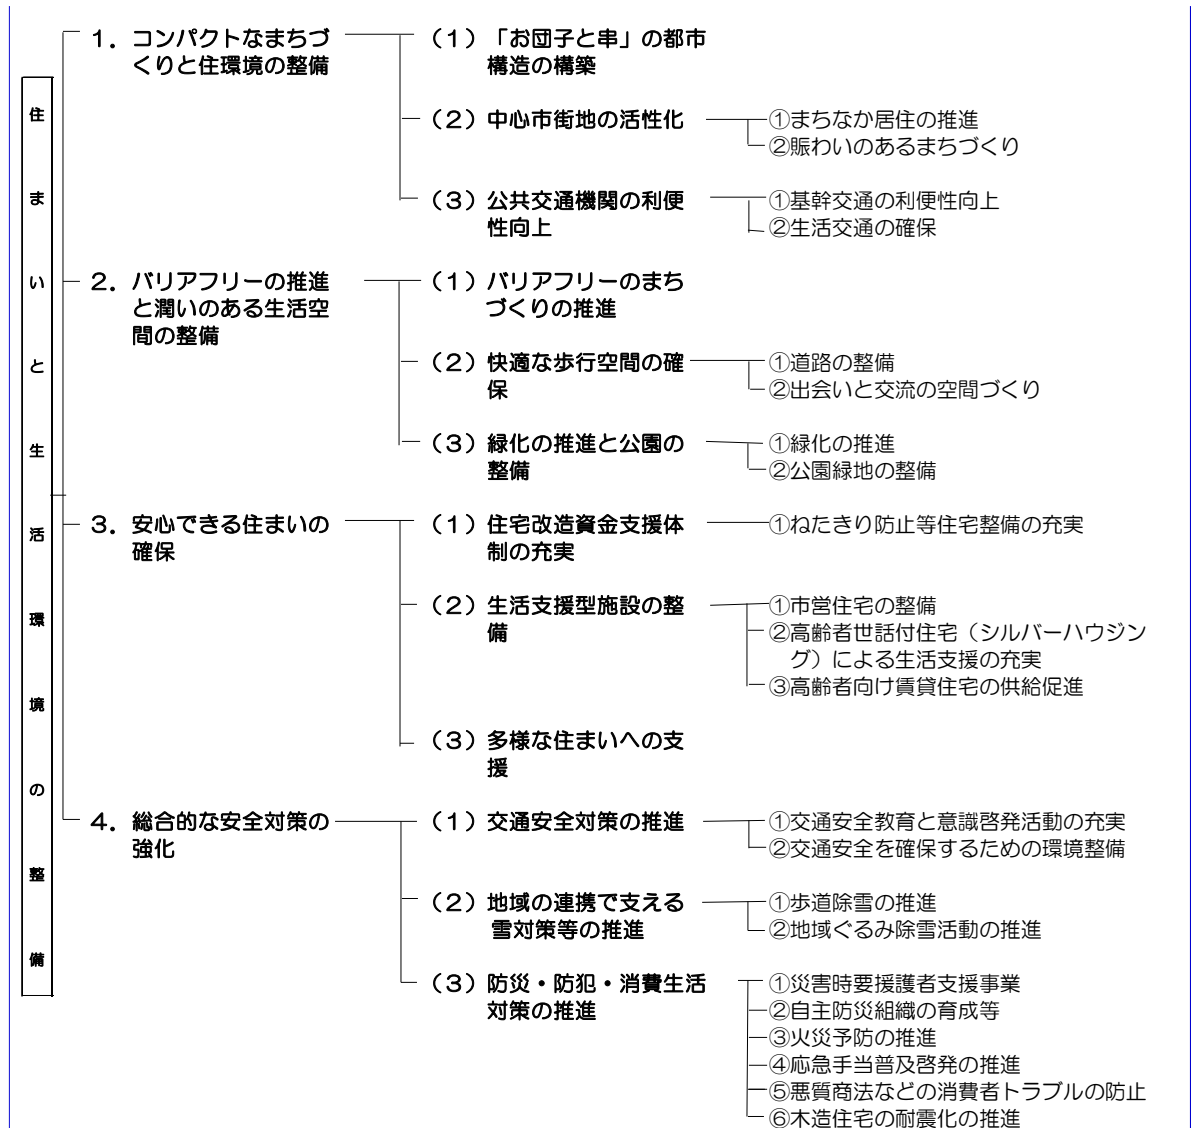 住まいと生活環境の整備
１．コンパクトなまちづ
くりと住環境の整備
（１）「お団子と串」の都市
構造の構築
（２）中心市街地の活性化
①まちなか居住の推進
②賑わいのあるまちづくり
（３）公共交通機関の利便
性向上
①基幹交通の利便性向上
②生活交通の確保
２．バリアフリーの推進
と潤いのある生活空
間の整備
（１）バリアフリーのまち
づくりの推進
（２）快適な歩行空間の確
保
①道路の整備
②出会いと交流の空間づくり
（３）緑化の推進と公園の
整備
①緑化の推進
②公園緑地の整備
３．安心できる住まいの
確保
（１）住宅改造資金支援体
制の充実
①ねたきり防止等住宅整備の充実
（２）生活支援型施設の整
備
①市営住宅の整備
②高齢者世話付住宅（シルバーハウジン
グ）による生活支援の充実
③高齢者向け賃貸住宅の供給促進
（３）多様な住まいへの支
援
４．総合的な安全対策の
強化
（１）交通安全対策の推進
①交通安全教育と意識啓発活動の充実
②交通安全を確保するための環境整備
（２）地域の連携で支える
雪対策等の推進
①歩道除雪の推進
②地域ぐるみ除雪活動の推進
（３）防災・防犯・消費生活
対策の推進
①災害時要援護者支援事業
②自主防災組織の育成等
③火災予防の推進
④応急手当普及啓発の推進
⑤悪質商法などの消費者トラブルの防止
⑥木造住宅の耐震化の推進